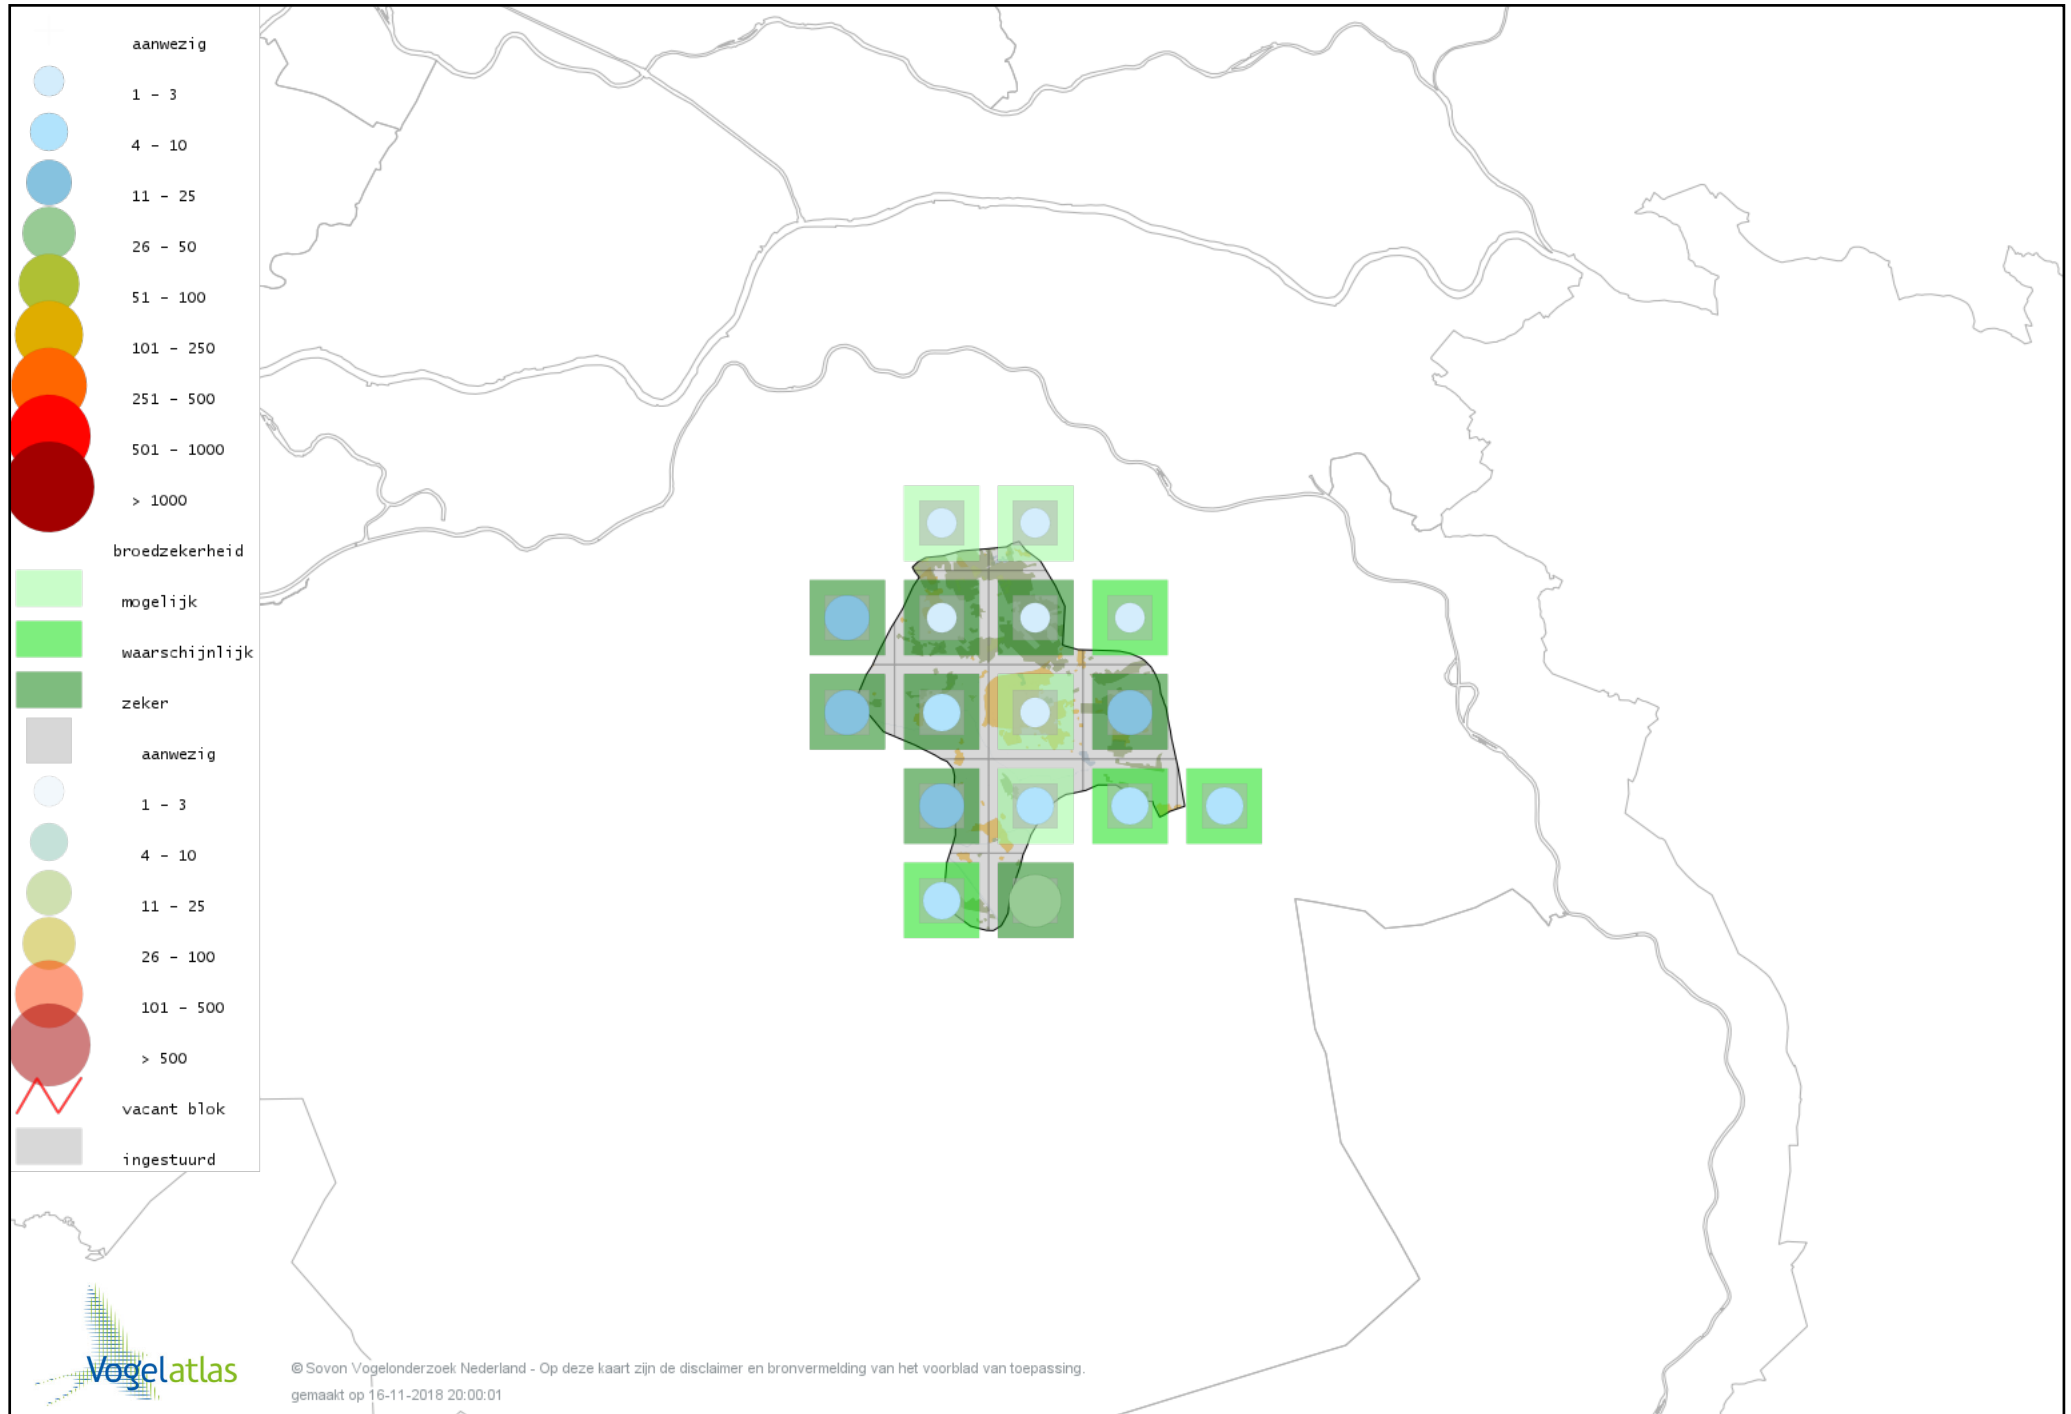 aanwezig
1 - 3
4 - 10
11 - 25
26 - 50
51 - 100
101 - 250
251 - 500
501 - 1000
> 1000
broedzekerheid
mogelijk
waarschijnlijk
zeker
aanwezig
1 - 3
4 - 10
11 - 25
26 - 100
101 - 500
> 500
vacant blok
ingestuurd
Vogelatlas
© Sovon Vogelonderzoek Nederland - Op deze kaart zijn de disclaimer en bronvermelding van het voorblad van toepassing.
gemaakt op 16-11-2018 20:00:01